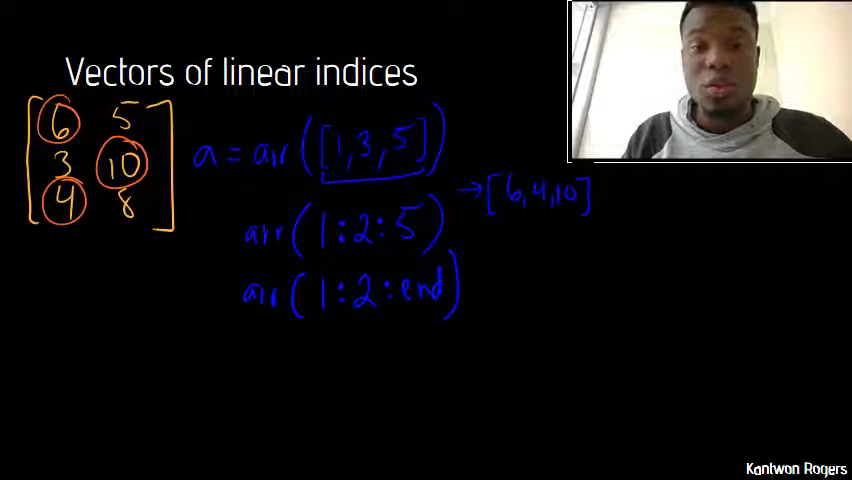 Vectors of linear indices
6 5
3 10
4 8
a = arr([1,3,5])
→[6,4,10]
arr(1:2:5)
arr(1:2:end)
Kantwon Rogers